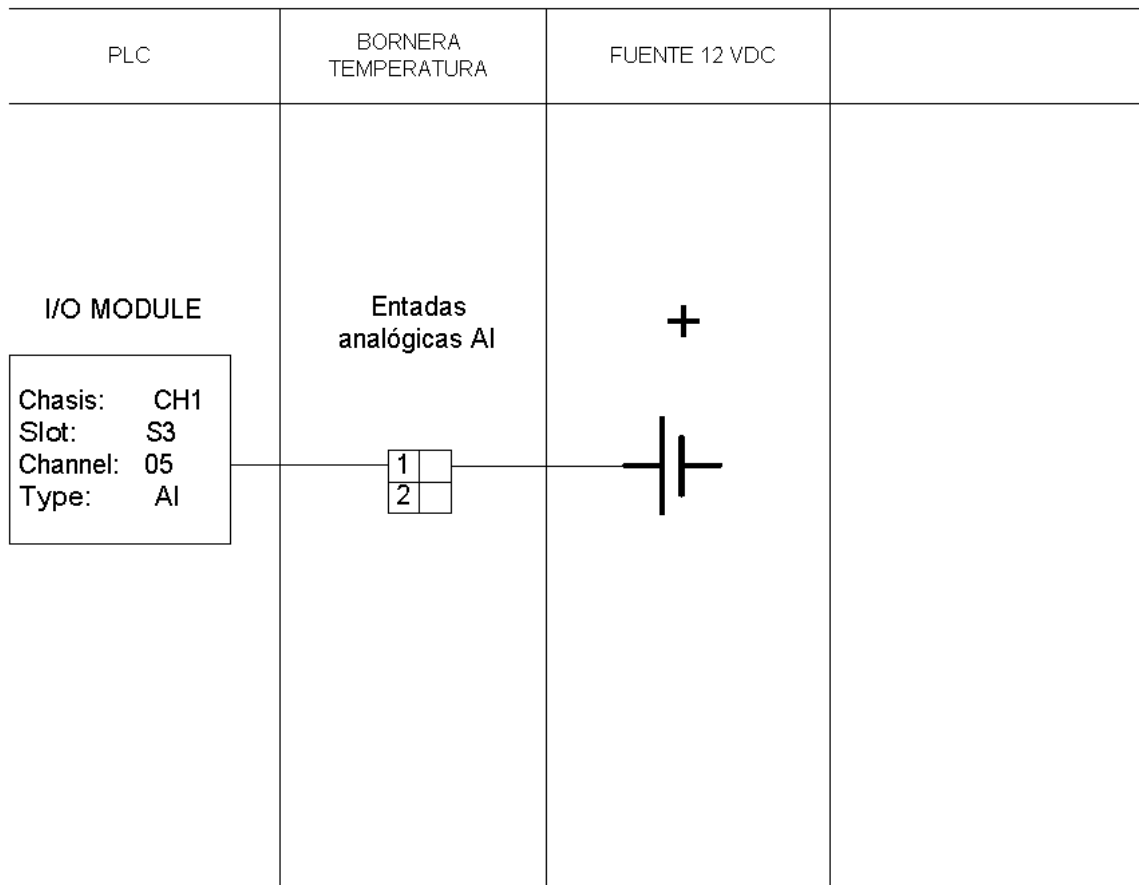 PLC
BORNERA
TEMPERATURA
FUENTE 12 VDC
I/O MODULE
Entadas
analógicas AI
+
Chasis: CH1
Slot: S3
Channel: 05
Type: AI
1
2